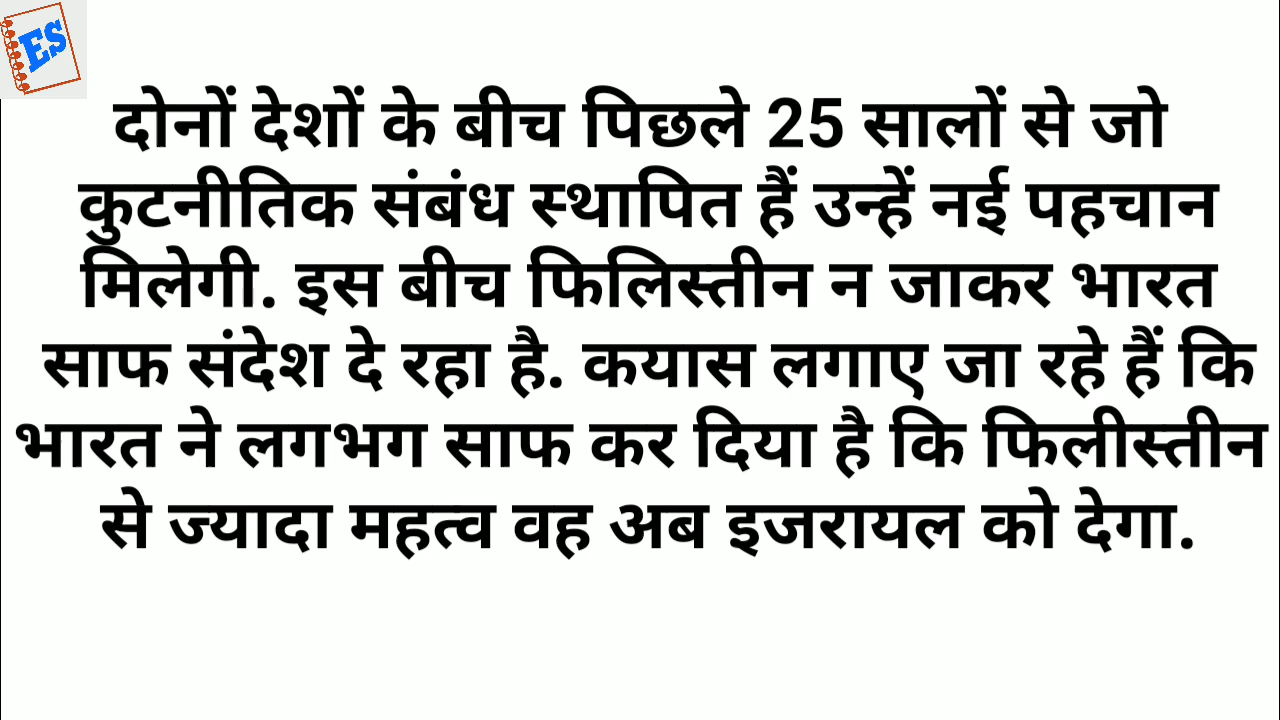 ES
दोनों देशों के बीच पिछले 25 सालों से जो
कुटनीतिक संबंध स्थापित हैं उन्हें नई पहचान
मिलेगी. इस बीच फिलिस्तीन न जाकर भारत
साफ संदेश दे रहा है. कयास लगाए जा रहे हैं कि
भारत ने लगभग साफ कर दिया है कि फिलीस्तीन
से ज्यादा महत्व वह अब इजरायल को देगा.